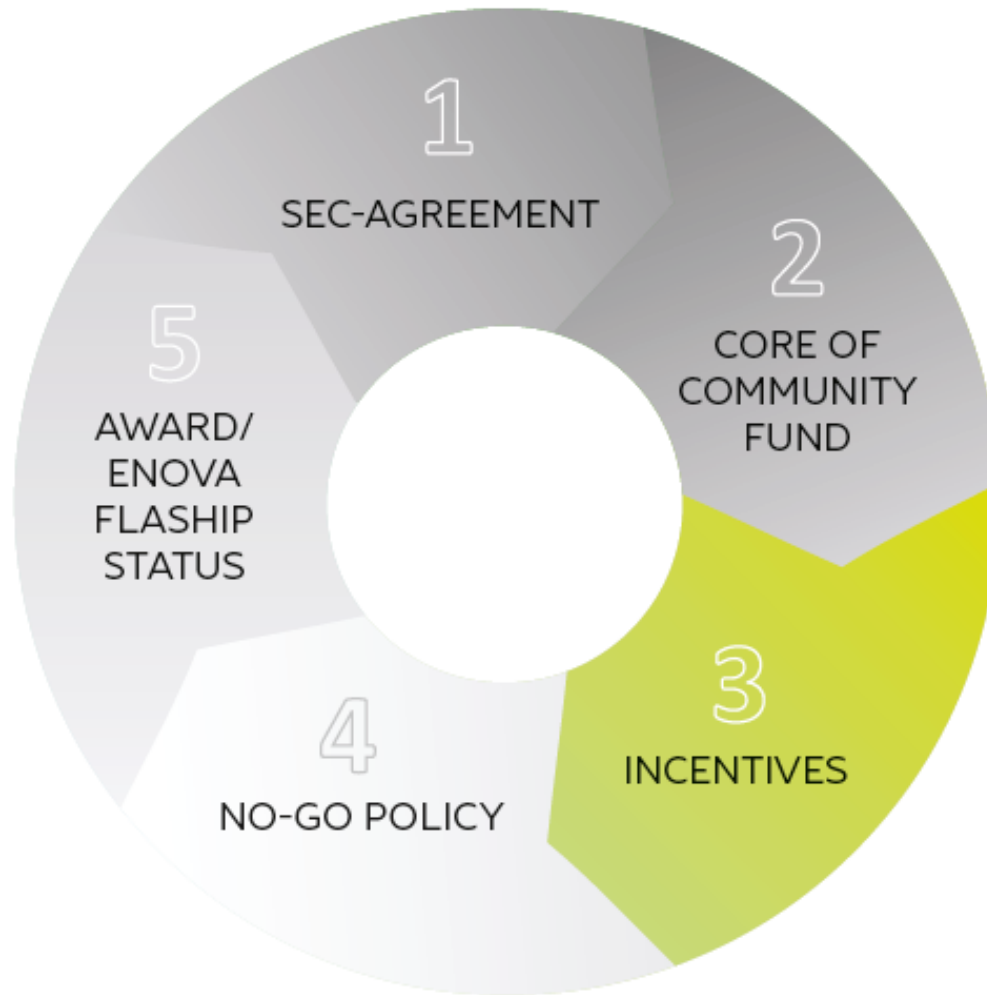 1
SEC-AGREEMENT
2
CORE OF
COMMUNITY
FUND
3
INCENTIVES
4
NO-GO POLICY
5
AWARD/
ENOVA
FLASHIP
STATUS